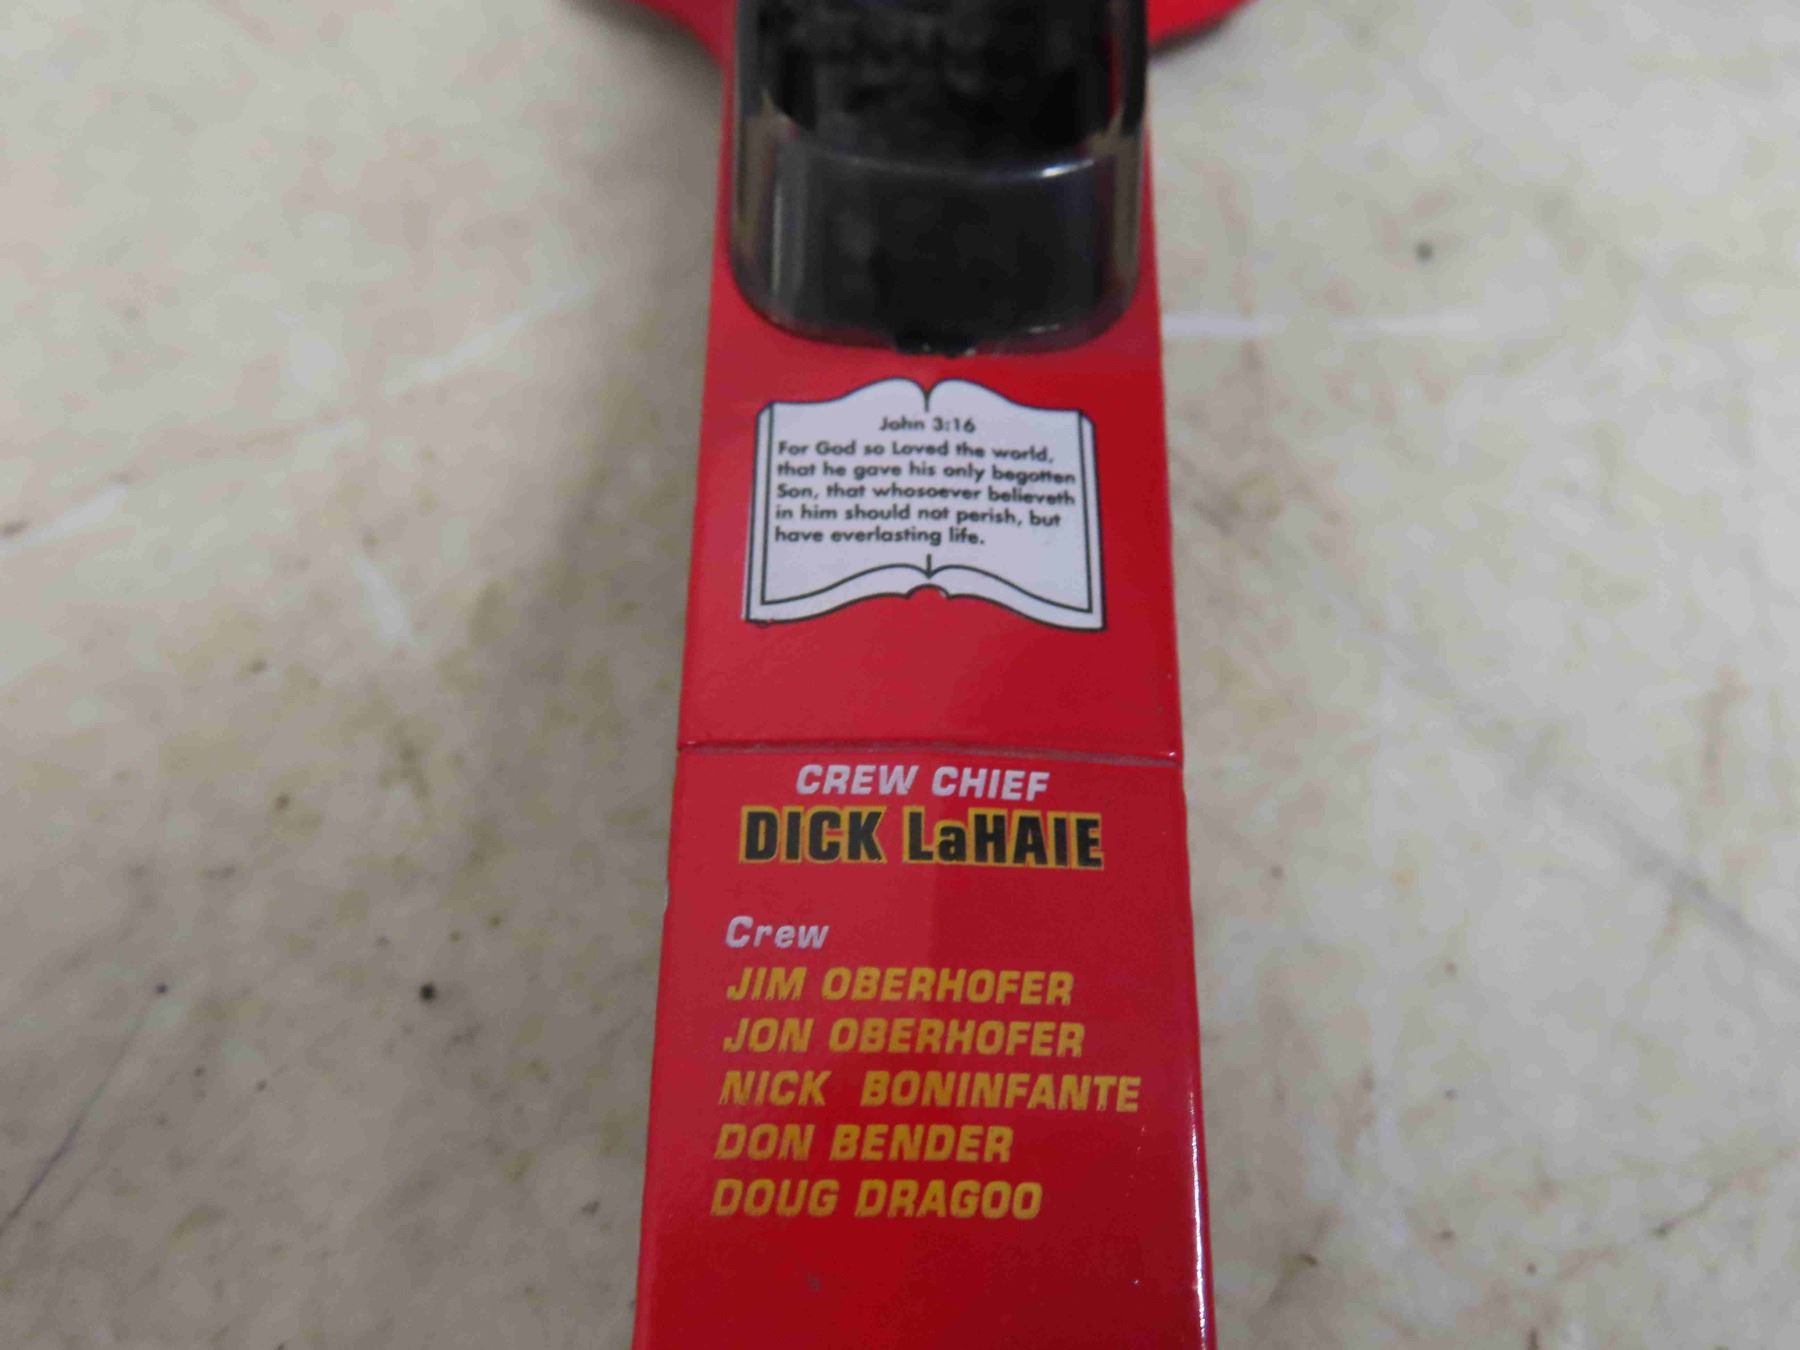 John 3:16
For God so Loved the world,
that he gave his only begotten
Son, that whosoever believeth
in him should not perish, but
have everlasting life.
CREW CHIEF
DICK LaHAIE
Crew
JIM OBERHOFER
JON OBERHOFER
NICK BONINFANTE
DON BENDER
DOUG DRAGOO